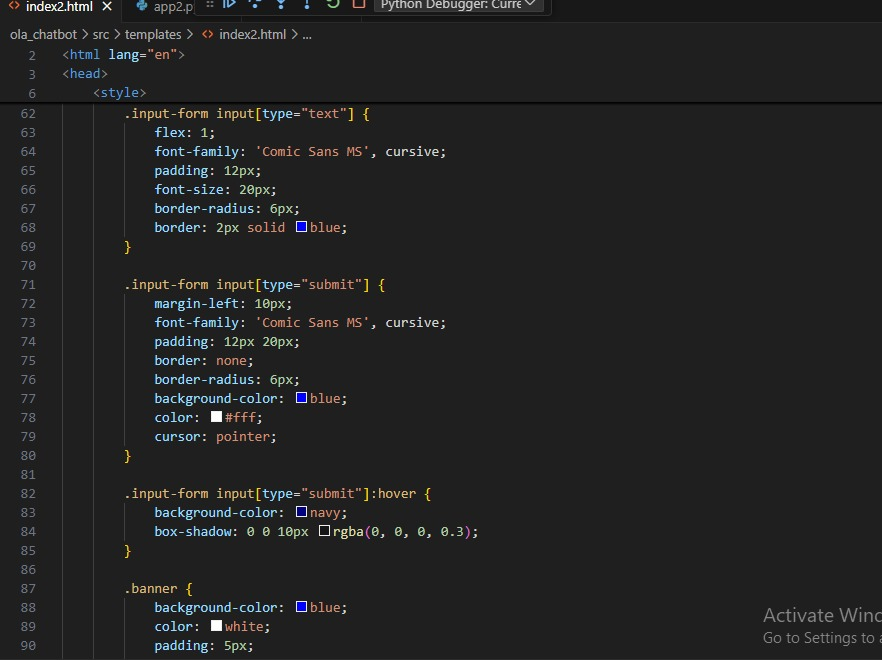 <> index2.html ×
app2.p
Python Debugger: Curre
ola_chatbot > src > templates > <> index2.html > ...
2 <html lang="en">
3 <head>
6 <style>
62 .input-form input[type="text"] {
63 flex: 1;
64 font-family: 'Comic Sans MS', cursive;
65 padding: 12px;
66 font-size: 20px;
67 border-radius: 6px;
68 border: 2px solid blue;
69 }
70
71 .input-form input[type="submit"] {
72 margin-left: 10px;
73 font-family: 'Comic Sans MS', cursive;
74 padding: 12px 20px;
75 border: none;
76 border-radius: 6px;
77 background-color: blue;
78 color: #fff;
79 cursor: pointer;
80 }
81
82 .input-form input[type="submit"]:hover {
83 background-color: navy;
84 box-shadow: 0 0 10px rgba(0, 0, 0, 0.3);
85 }
86
87 .banner {
88 background-color: blue;
89 color: white;
90 padding: 5px;
Activate Wind
Go to Settings to a